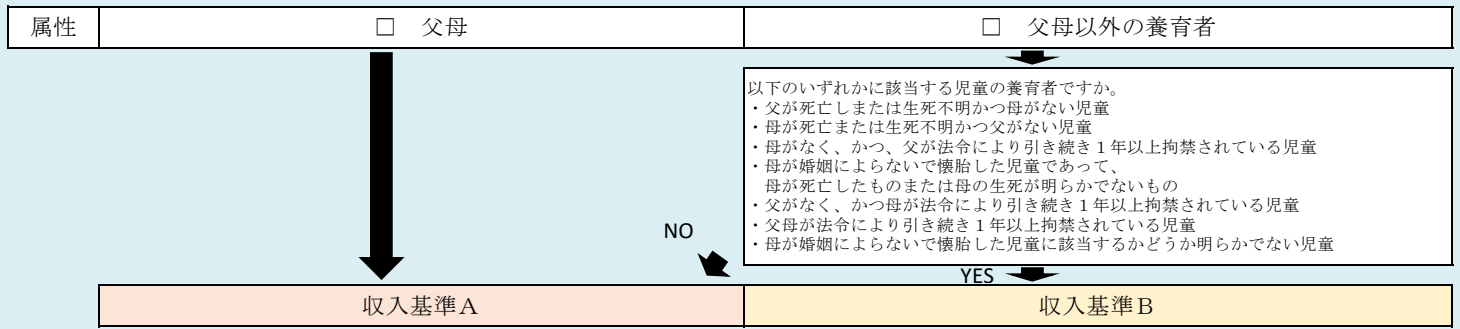 属性
□ 父母
□ 父母以外の養育者
以下のいずれかに該当する児童の養育者ですか。
・父が死亡しまたは生死不明かつ母がない児童
・母が死亡または生死不明かつ父がない児童
・母がなく、かつ、父が法令により引き続き１年以上拘禁されている児童
・母が婚姻によらないで懐胎した児童であって、
母が死亡したものまたは母の生死が明らかでないもの
・父がなく、かつ母が法令により引き続き１年以上拘禁されている児童
・父母が法令により引き続き１年以上拘禁されている児童
・母が婚姻によらないで懐胎した児童に該当するかどうか明らかでない児童
NO
YES
収入基準Ａ
収入基準Ｂ